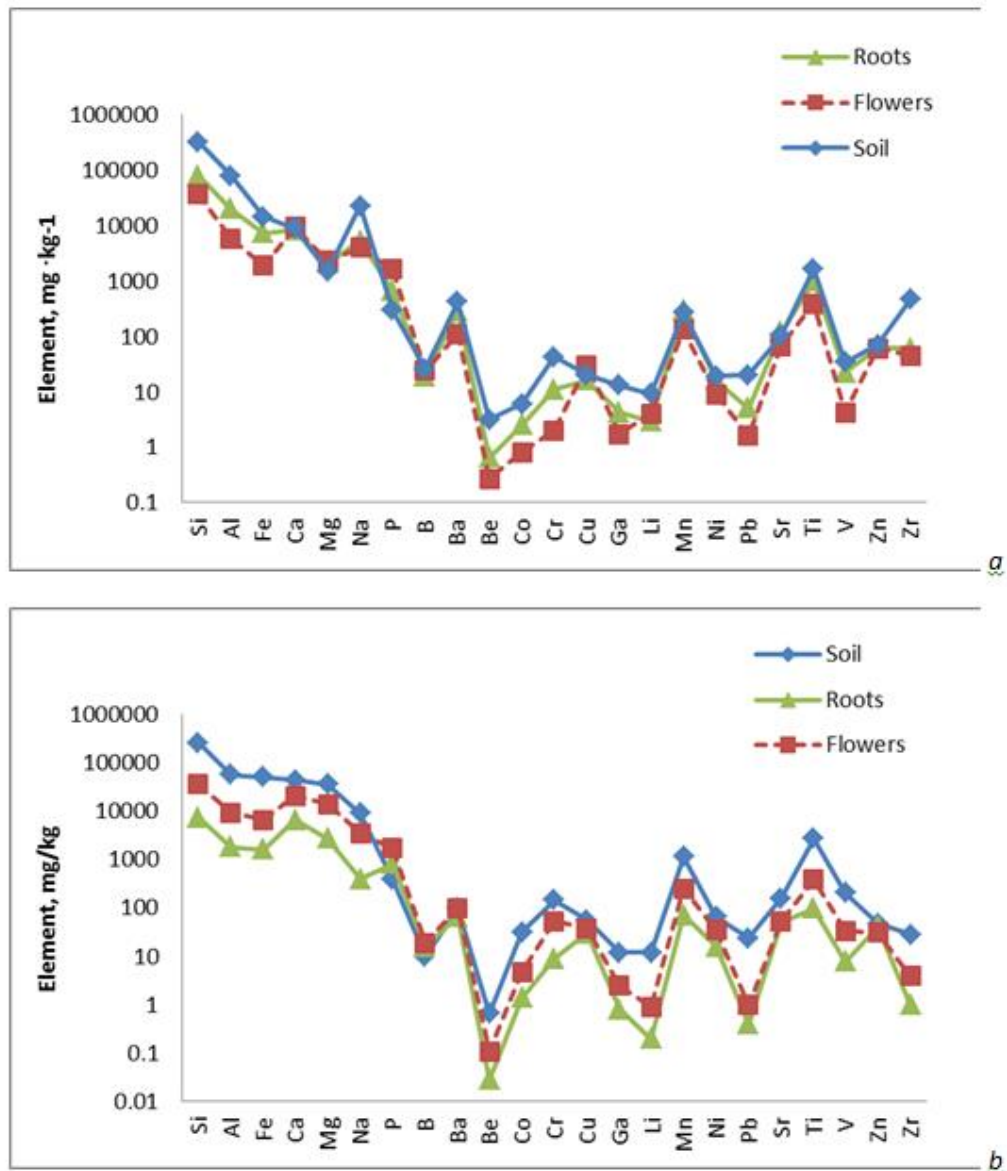 Roots
Flowers
Soil
Element, mg ·kg-1
1000000
100000
10000
1000
100
10
1
0.1
Si Al Fe Ca Mg Na P B Ba Be Co Cr Cu Ga Li Mn Ni Pb Sr Ti V Zn Zr
a
Soil
Roots
Flowers
Element, mg/kg
1000000
100000
10000
1000
100
10
1
0.1
0.01
Si Al Fe Ca Mg Na P B Ba Be Co Cr Cu Ga Li Mn Ni Pb Sr Ti V Zn Zr
b